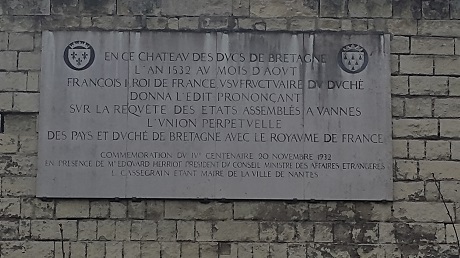 EN CE CHATEAV DES DVCS DE BRETAGNE
L'AN 1532 AV MOIS D'AOVT
FRANCOIS I ROI DE FRANCE VSVFRVCTVAIRE DV DVCHE
DONNA L'EDIT PRONONCANT
SVR LA REQVETE DES ETATS ASSEMBLES A VANNES
L'VNION PERPETVELLE
DES PAYS ET DVCHE DE BRETAGNE AVEC LE ROYAVME DE FRANCE
COMMEMORATION DV IVe CENTENAIRE 20 NOVEMBRE 1932
EN PRESENCE DE Mr EDOVARD HERRIOT PRESIDENT DV CONSEIL MINISTRE DES AFFAIRES ETRANGERES
L. CASSEGRAIN ETANT MAIRE DE LA VILLE DE NANTES